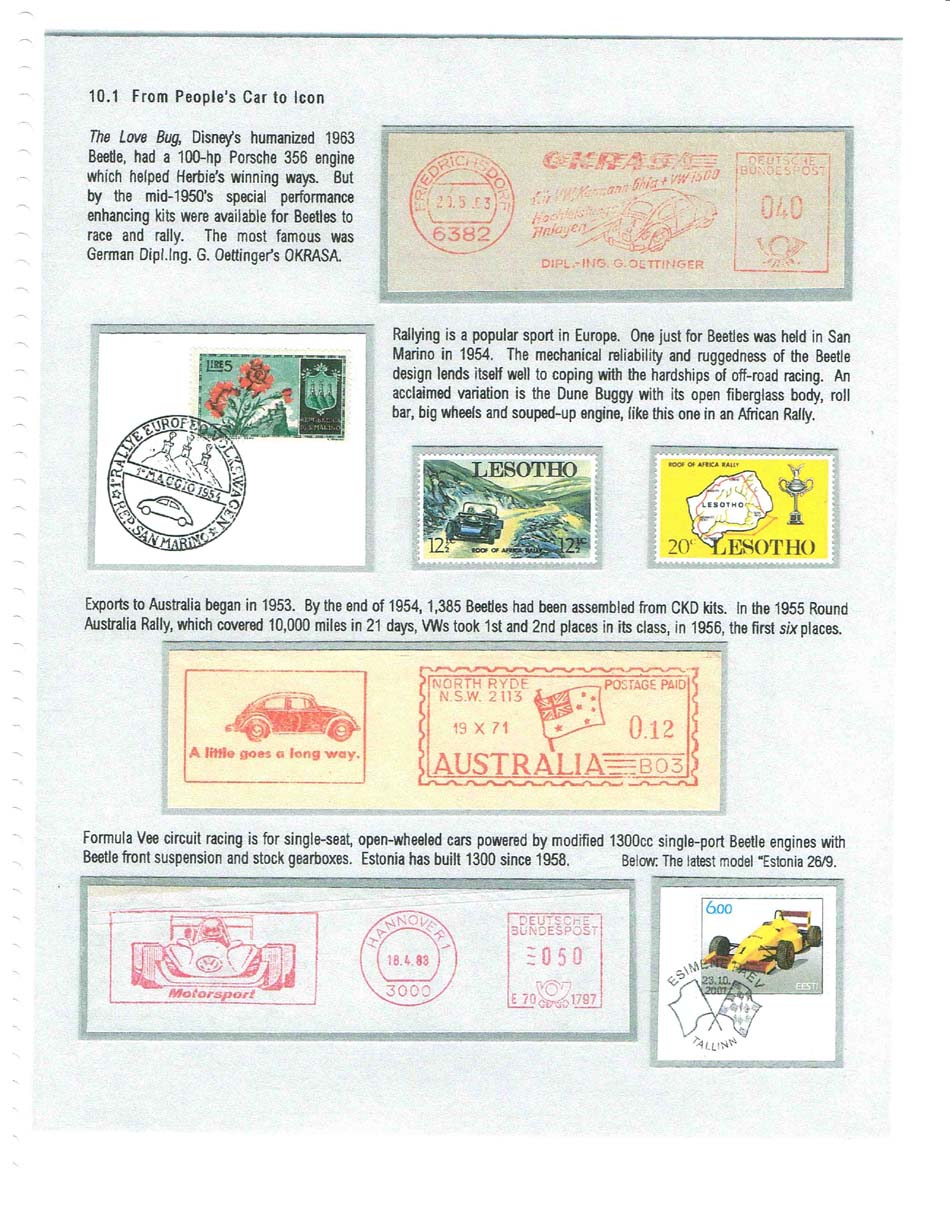 10.1 From People's Car to Icon
The Love Bug, Disney's humanized 1963
Beetle, had a 100-hp Porsche 356 engine
which helped Herbie's winning ways. But
by the mid-1950's special performance
enhancing kits were available for Beetles to
race and rally. The most famous was
German Dipl.Ing. G. Oettinger's OKRASA.
FRIEDRICHSDORF
6382
OKRASA
für VW, Karmann Ghia + VW 1500
Hochleistungs
Anlagen
DIPL.-ING. G. OETTINGER
DEUTSCHE
BUNDESPOST
040
LIRE 5
REPUBBLICA
DI S. MARINO
1º RALLYE EUROPEO VOLKSWAGEN
1º MAGGIO 1954
REP. SAN MARINO
Rallying is a popular sport in Europe. One just for Beetles was held in San
Marino in 1954. The mechanical reliability and ruggedness of the Beetle
design lends itself well to coping with the hardships of off-road racing. An
acclaimed variation is the Dune Buggy with its open fiberglass body, roll
bar, big wheels and souped-up engine, like this one in an African Rally.
LESOTHO
12½
ROOF OF AFRICA RALLY
12½c
ROOF OF AFRICA RALLY
LESOTHO
20c
LESOTHO
Exports to Australia began in 1953. By the end of 1954, 1,385 Beetles had been assembled from CKD kits. In the 1955 Round
Australia Rally, which covered 10,000 miles in 21 days, VWs took 1st and 2nd places in its class, in 1956, the first six places.
A little goes a long way.
NORTH RYDE
N.S.W. 2113
POSTAGE PAID
19 X 71
0.12
AUSTRALIA
B03
Formula Vee circuit racing is for single-seat, open-wheeled cars powered by modified 1300cc single-port Beetle engines with
Beetle front suspension and stock gearboxes. Estonia has built 1300 since 1958. Below: The latest model "Estonia 26/9.
Motorsport
HANNOVER 1
18.4.83
3000
DEUTSCHE
BUNDESPOST
050
E 70 1797
6.00
EESTI
ESIMENE PÄEV
23.10.
2001
TALLINN